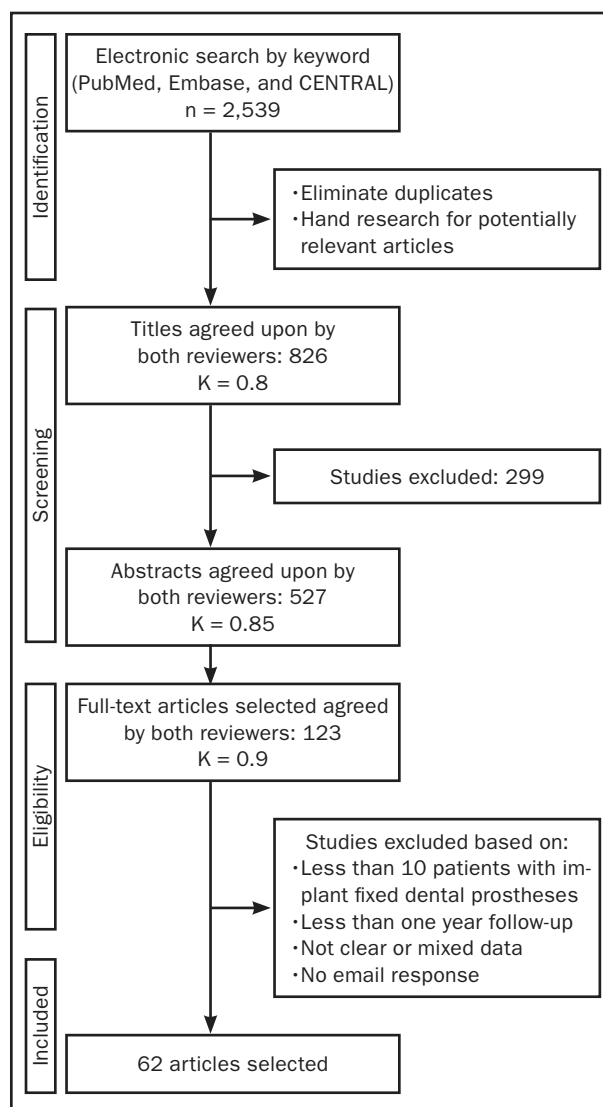 Identification
Electronic search by keyword
(PubMed, Embase, and CENTRAL)
n = 2,539
·Eliminate duplicates
·Hand research for potentially
relevant articles
Screening
Titles agreed upon by
both reviewers: 826
K = 0.8
Studies excluded: 299
Abstracts agreed upon by
both reviewers: 527
K = 0.85
Eligibility
Full-text articles selected agreed
by both reviewers: 123
K = 0.9
Studies excluded based on:
·Less than 10 patients with im-
plant fixed dental prostheses
·Less than one year follow-up
·Not clear or mixed data
·No email response
Included
62 articles selected